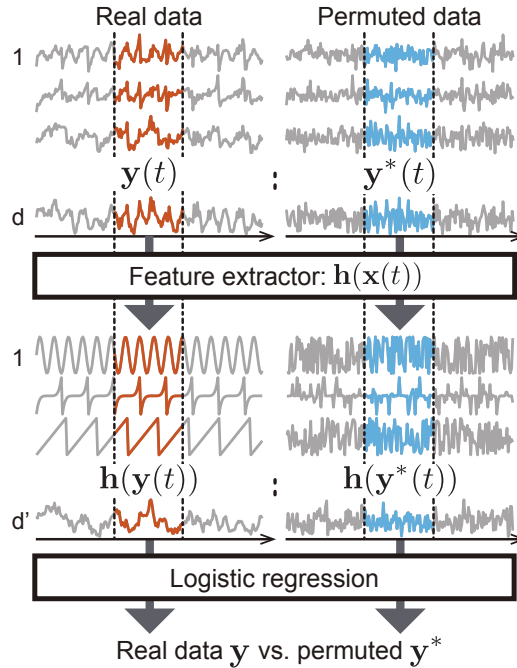 Real data
Permuted data
1
𝐲(t)
:
𝐲*(t)
d
Feature extractor: 𝐡(𝐱(t))
1
𝐡(𝐲(t))
:
𝐡(𝐲*(t))
d'
Logistic regression
Real data 𝐲 vs. permuted 𝐲*